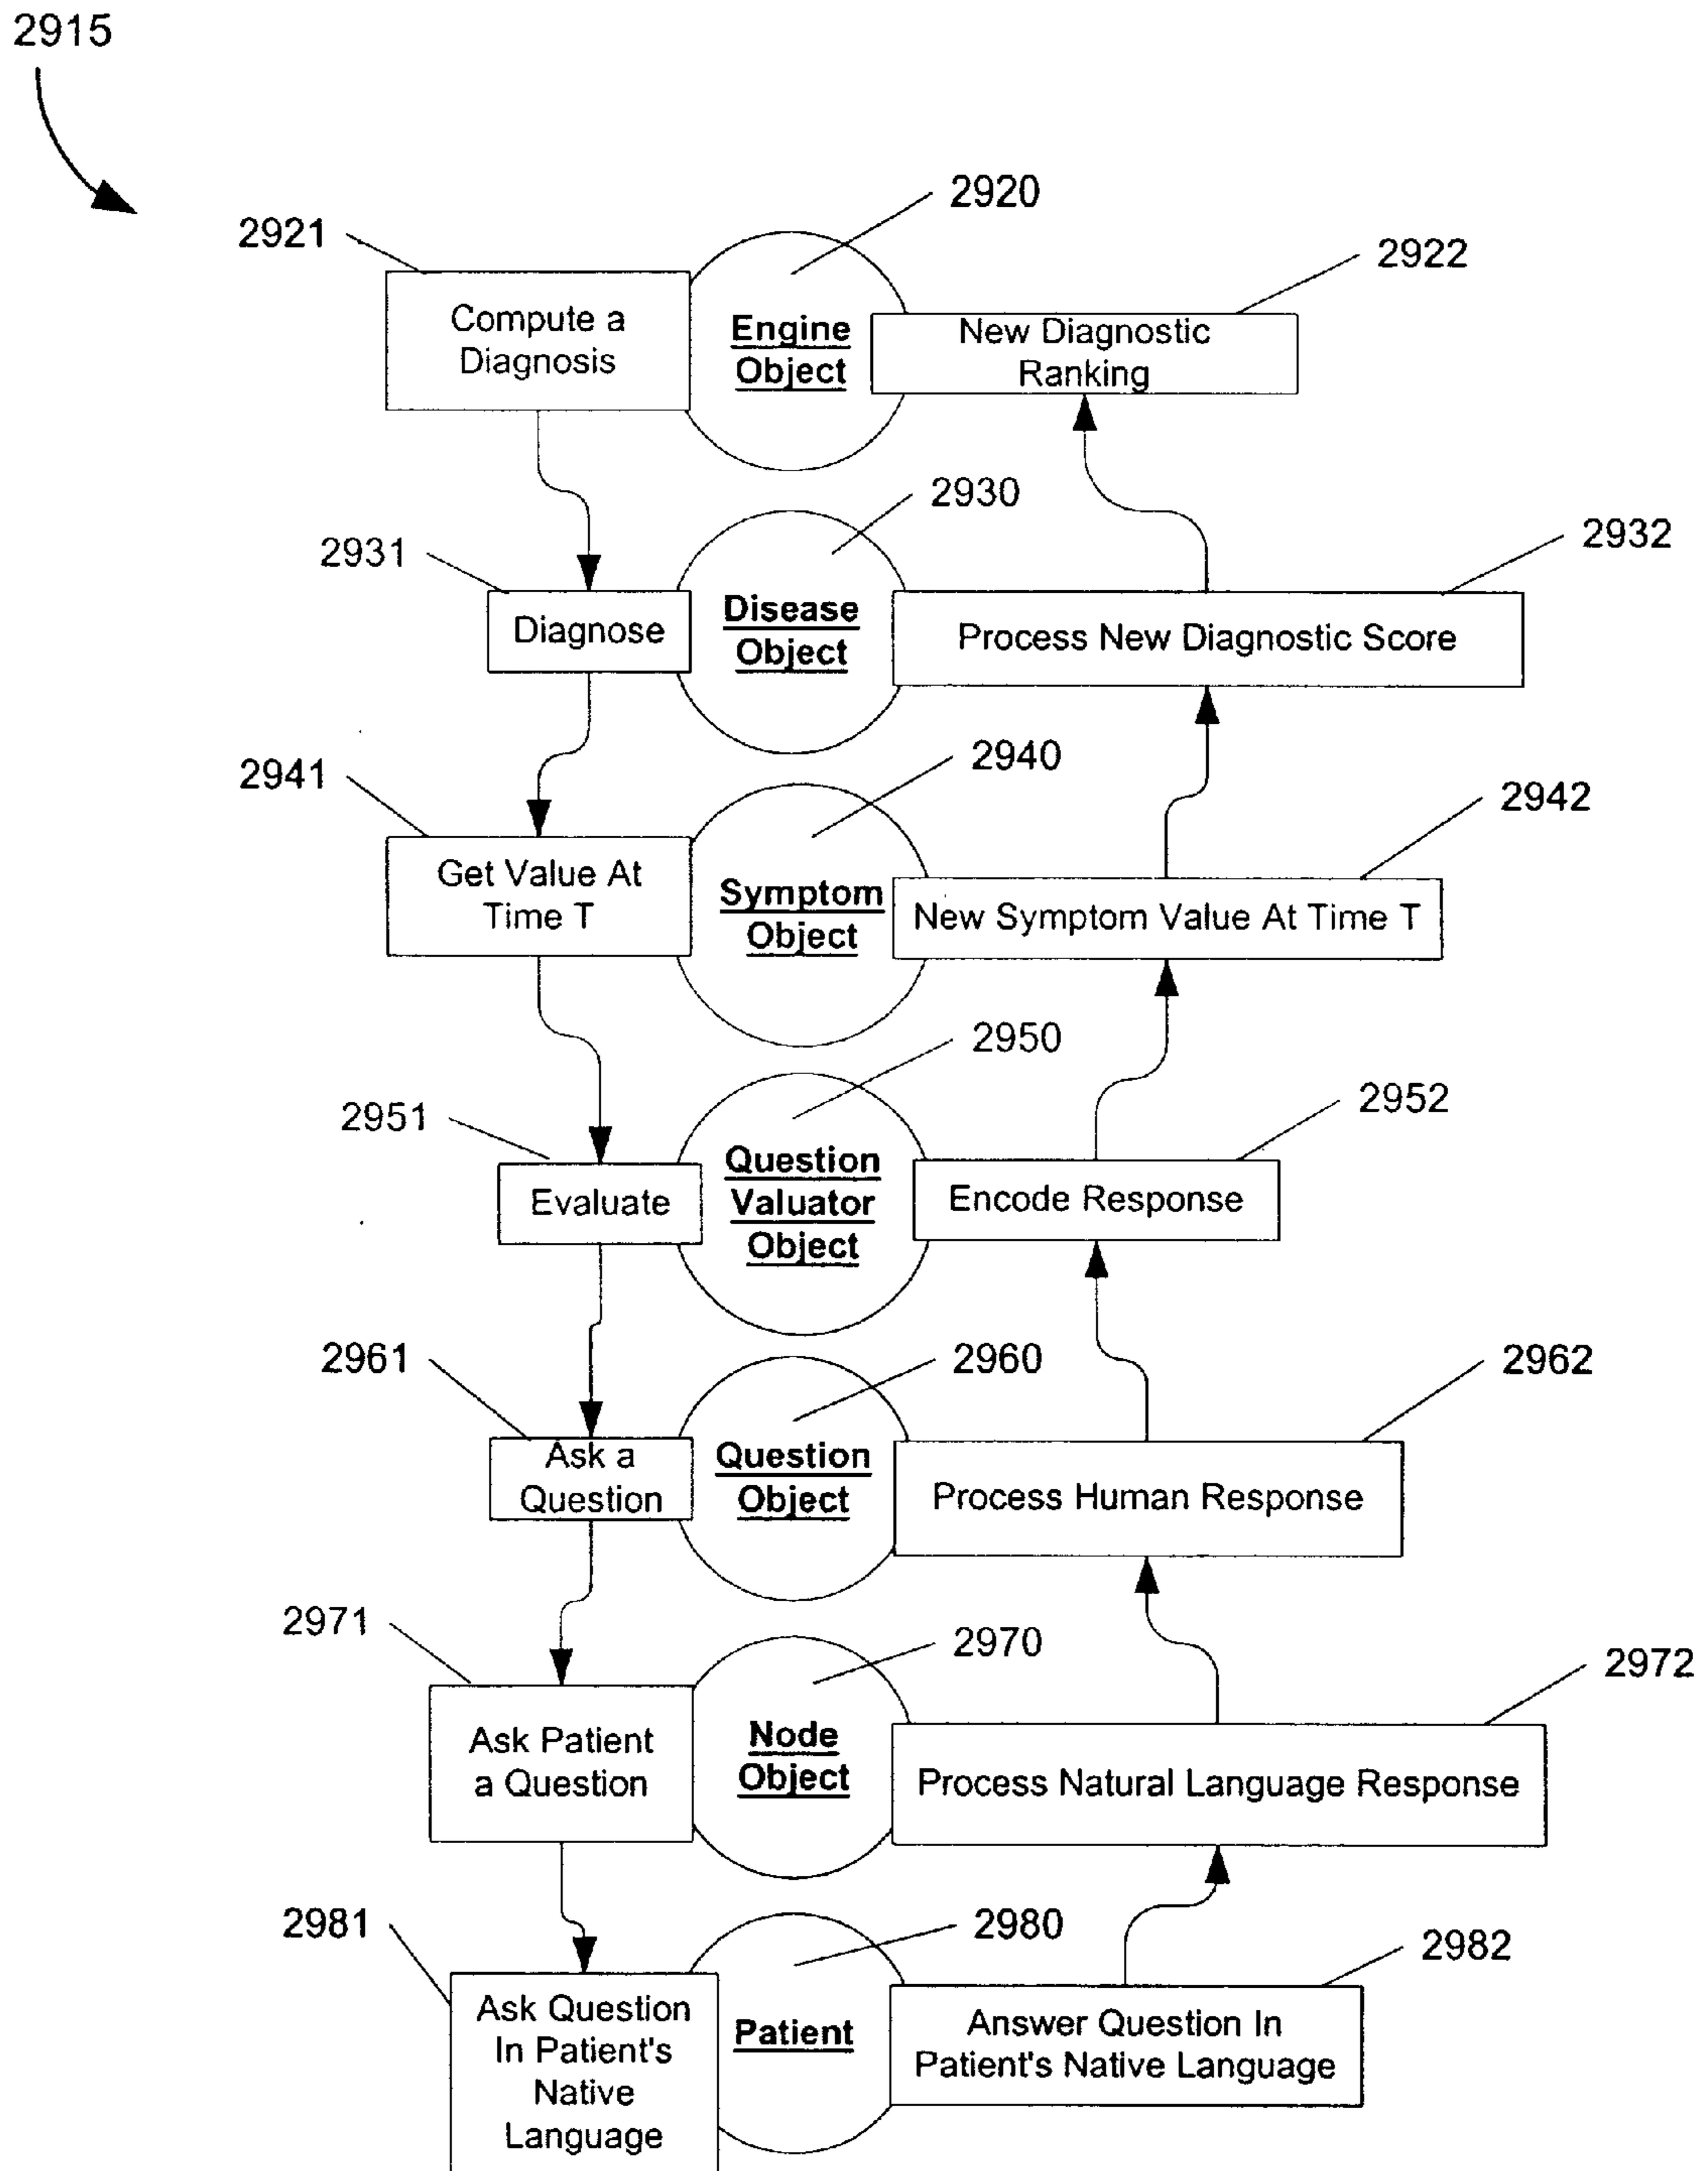 2915
2920
2921
2922
Compute a
Diagnosis
Engine
Object
New Diagnostic
Ranking
2930
2931
2932
Diagnose
Disease
Object
Process New Diagnostic Score
2940
2941
2942
Get Value At
Time T
Symptom
Object
New Symptom Value At Time T
2950
2951
2952
Evaluate
Question
Valuator
Object
Encode Response
2960
2961
2962
Ask a
Question
Question
Object
Process Human Response
2970
2971
2972
Ask Patient
a Question
Node
Object
Process Natural Language Response
2980
2981
2982
Ask Question
In Patient's
Native
Language
Patient
Answer Question In
Patient's Native Language